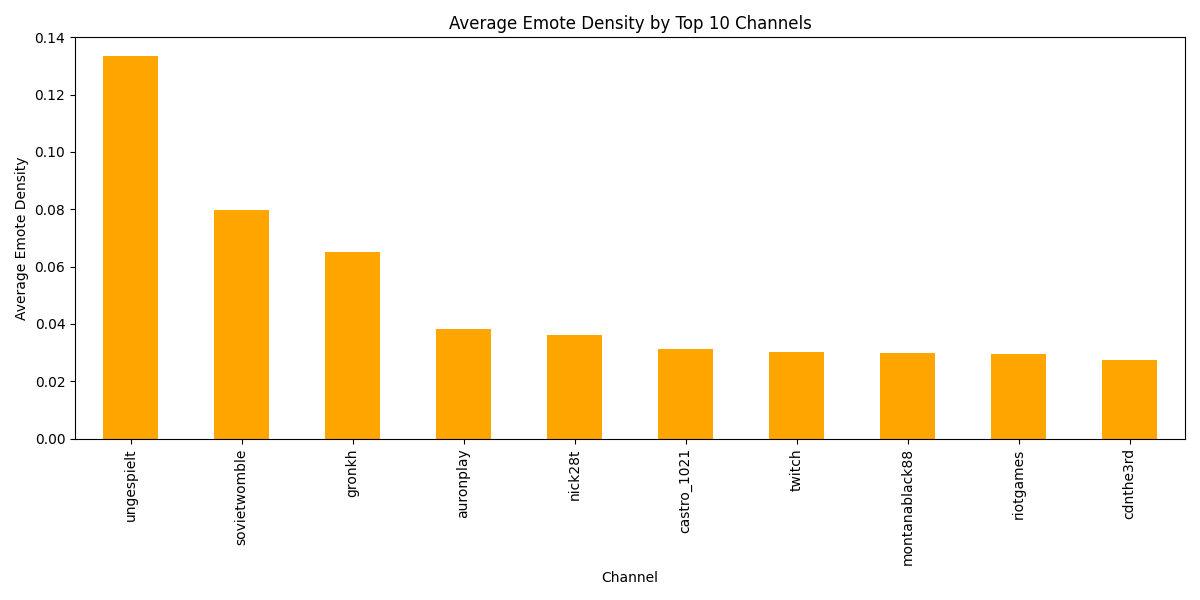 Average Emote Density by Top 10 Channels
Average Emote Density
0.14
0.12
0.10
0.08
0.06
0.04
0.02
0.00
ungespielt
sovietwomble
gronkh
auronplay
nick28t
castro_1021
twitch
montanablack88
riotgames
cdnthe3rd
Channel